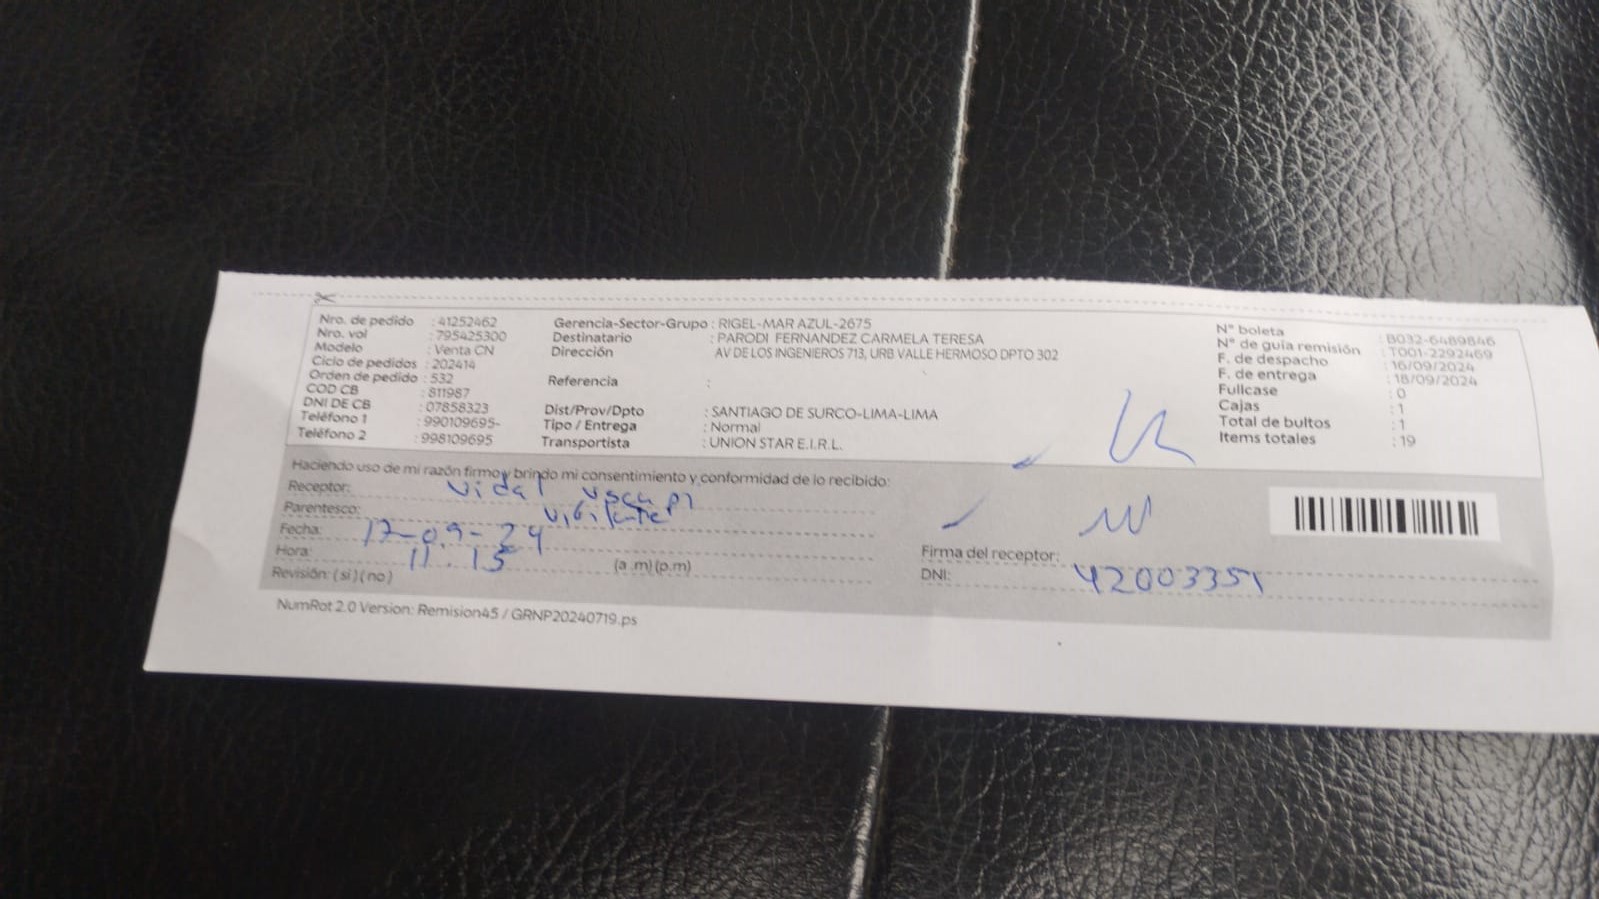 Nro. de pedido : 41252462
Nro. vol : 795425300
Modelo : Venta CN
Ciclo de pedidos : 202414
Orden de pedido : 532
COD CB : 811987
DNI DE CB : 07858323
Teléfono 1 : 990109695-
Teléfono 2 : 998109695
Gerencia-Sector-Grupo : RIGEL-MAR AZUL-2675
Destinatario : PARODI FERNANDEZ CARMELA TERESA
Dirección AV DE LOS INGENIEROS 713, URB VALLE HERMOSO DPTO 302
Referencia :
Dist/Prov/Dpto : SANTIAGO DE SURCO-LIMA-LIMA
Tipo / Entrega : Normal
Transportista : UNION STAR E.I.R.L.
N° boleta : B032-6489846
N° de guía remisión : T001-2292469
F. de despacho : 16/09/2024
F. de entrega : 18/09/2024
Fullcase : 0
Cajas : 1
Total de bultos : 1
Items totales : 19
Haciendo uso de mi razón firmo y brindo mi consentimiento y conformidad de lo recibido:
Receptor: Vidal
Parentesco: vigilante
Fecha: 17-09-24
Hora: 11.15 (a .m) (p.m)
Revisión: ( si ) ( no )
Firma del receptor:
DNI: 42003351
NumRot 2.0 Version: Remision45 / GRNP20240719.ps